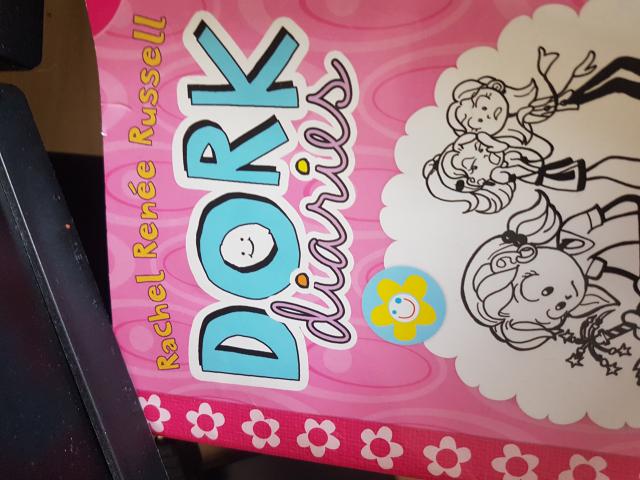 Rachel Renée Russell
DORK
diaries